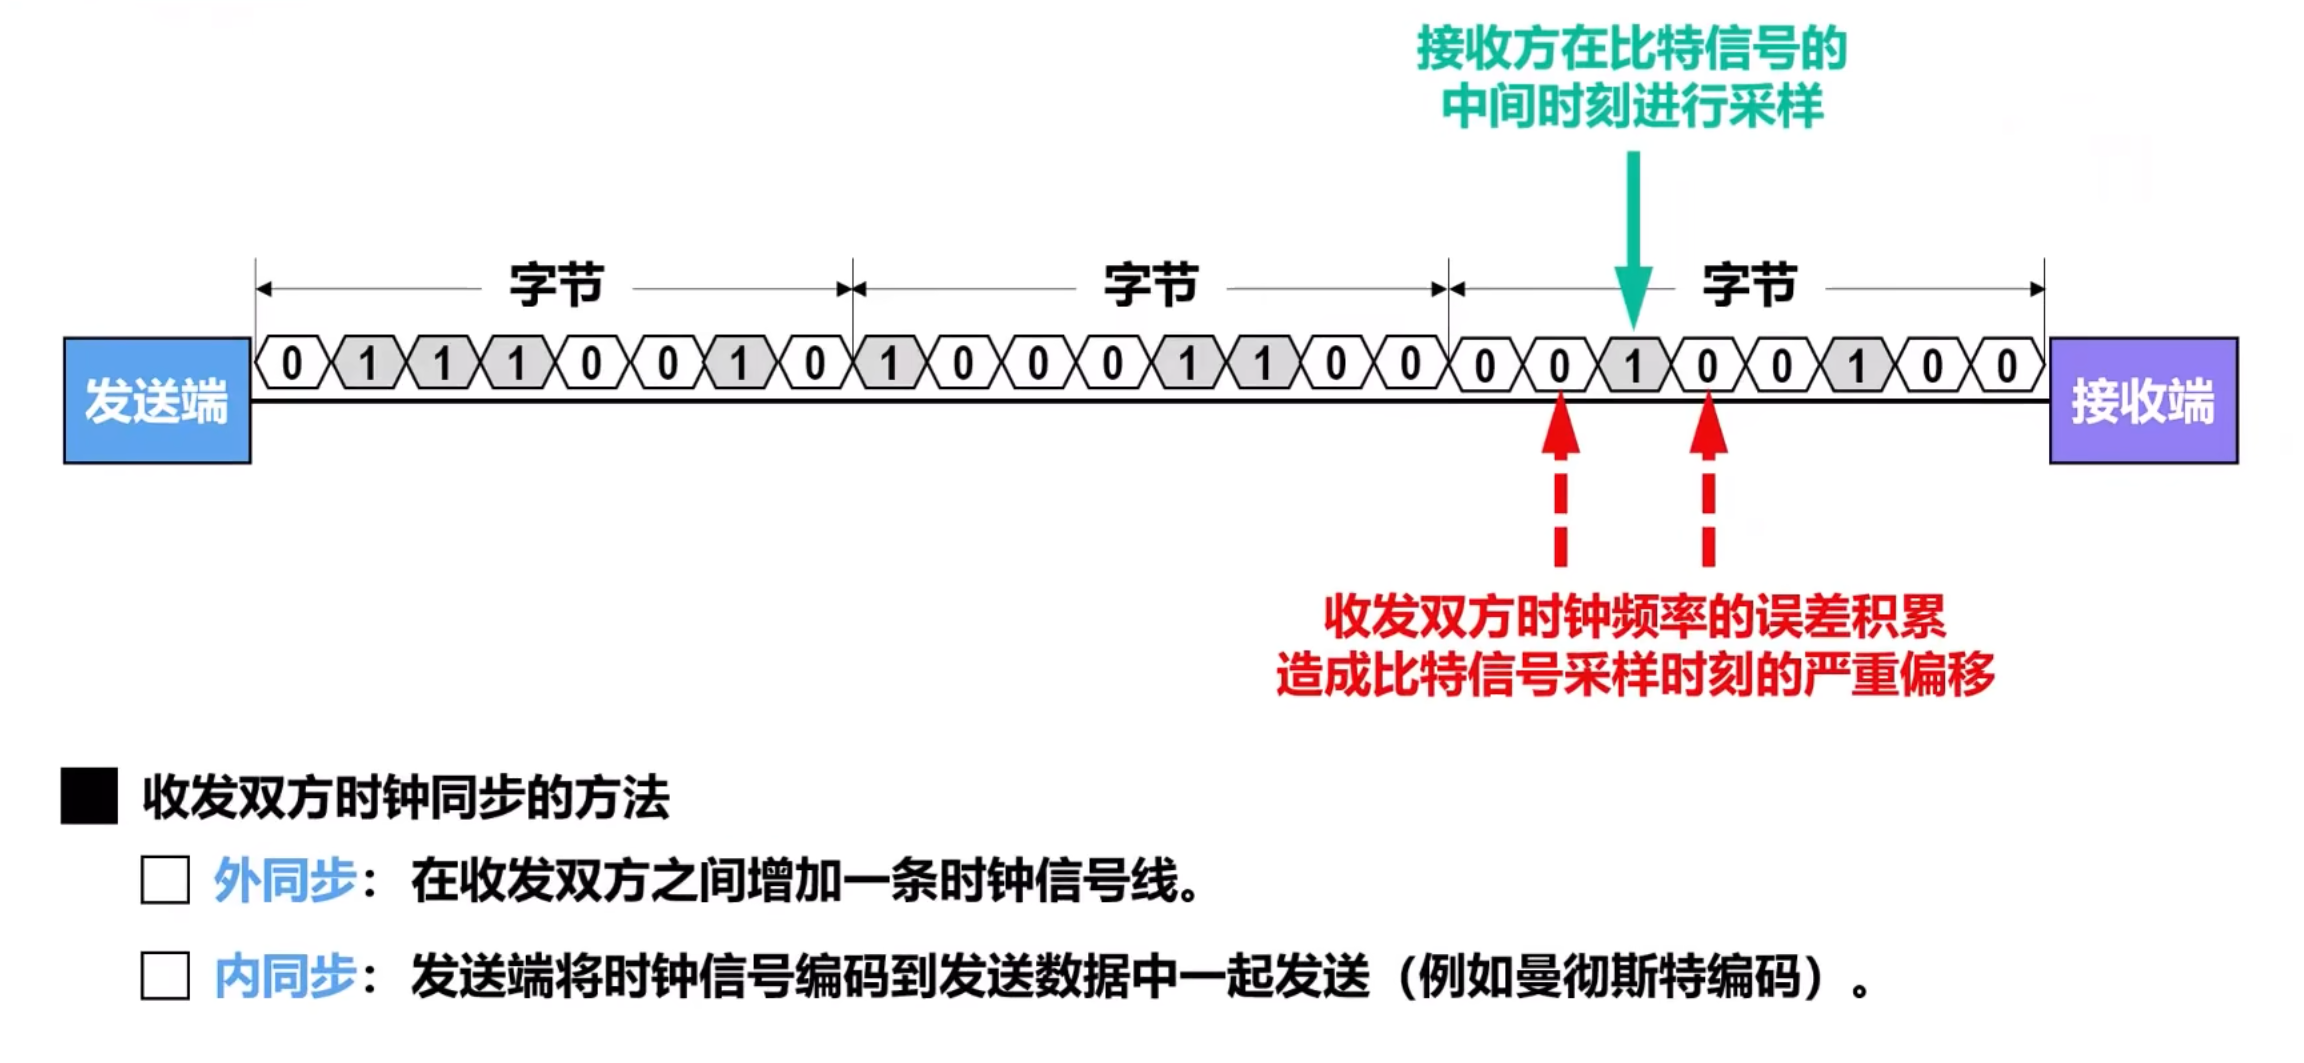 接收方在比特信号的
中间时刻进行采样
字节 字节 字节
发送端 0 1 1 1 0 0 1 0 1 0 0 0 1 1 0 0 0 0 1 0 0 1 0 0 接收端
收发双方时钟频率的误差积累
造成比特信号采样时刻的严重偏移
收发双方时钟同步的方法
外同步：在收发双方之间增加一条时钟信号线。
内同步：发送端将时钟信号编码到发送数据中一起发送（例如曼彻斯特编码）。